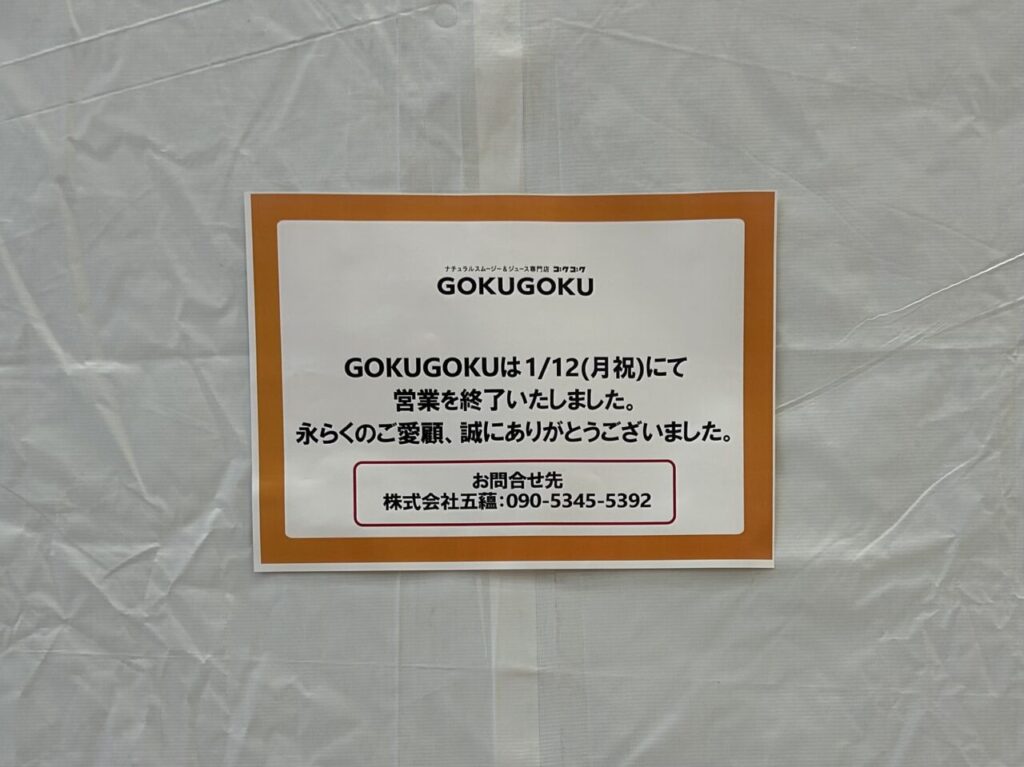 ナチュラルスムージー&ジュース専門店 ゴクゴク
GOKUGOKU
GOKUGOKUは1/12(月祝)にて
営業を終了いたしました。
永らくのご愛顧、誠にありがとうございました。
お問合せ先
株式会社五蘊:090-5345-5392